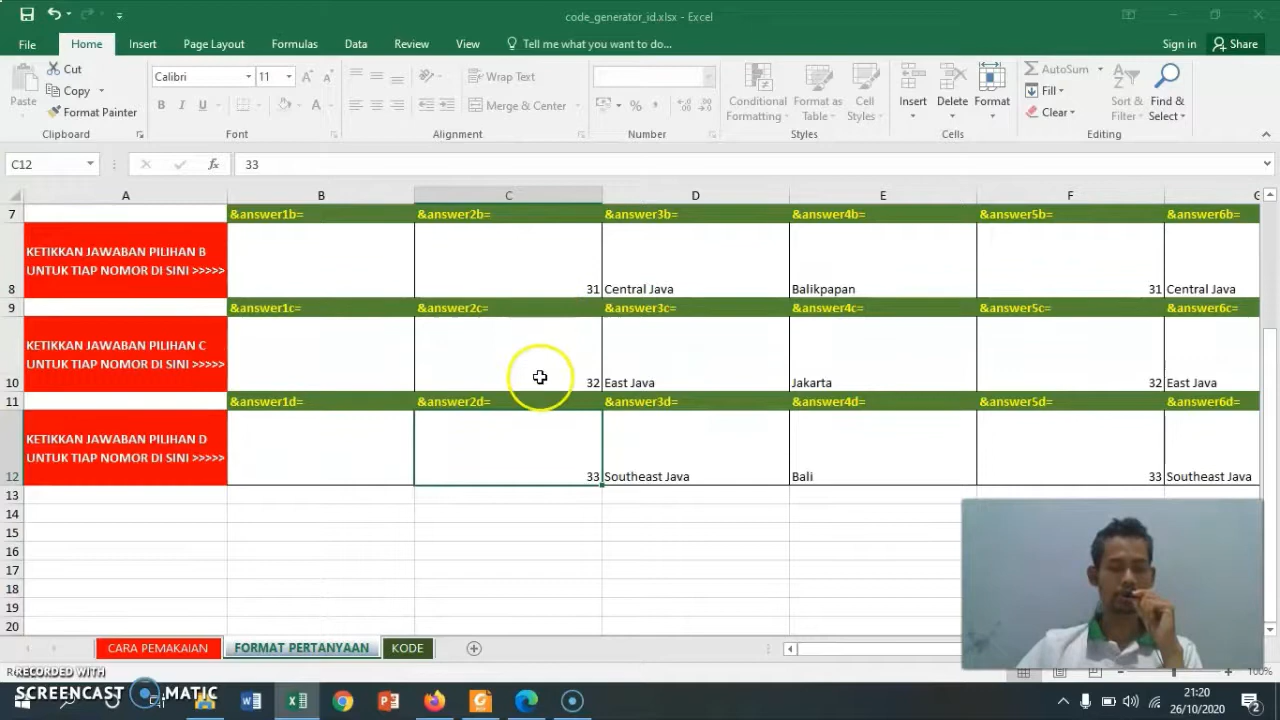 code_generator_id.xlsx - Excel
File Home Insert Page Layout Formulas Data Review View Tell me what you want to do... Sign in Share
Paste
Cut
Copy
Format Painter
Calibri 11
B I U
Wrap Text
Merge & Center
Conditional Formatting
Format as Table
Cell Styles
Insert
Delete
Format
AutoSum
Fill
Clear
Sort & Filter
Find & Select
Clipboard Font Alignment Number Styles Cells Editing
C12 fx 33
A B C D E F G
7 &answer1b= &answer2b= &answer3b= &answer4b= &answer5b= &answer6b=
KETIKKAN JAWABAN PILIHAN B
UNTUK TIAP NOMOR DI SINI >>>>>
8 31 Central Java Balikpapan 31 Central Java
9 &answer1c= &answer2c= &answer3c= &answer4c= &answer5c= &answer6c=
KETIKKAN JAWABAN PILIHAN C
UNTUK TIAP NOMOR DI SINI >>>>>
10 32 East Java Jakarta 32 East Java
11 &answer1d= &answer2d= &answer3d= &answer4d= &answer5d= &answer6d=
KETIKKAN JAWABAN PILIHAN D
UNTUK TIAP NOMOR DI SINI >>>>>
12 33 Southeast Java Bali 33 Southeast Java
13
14
15
16
17
18
19
20
CARA PEMAKAIAN FORMAT PERTANYAAN KODE
RECORDED WITH
SCREENCAST MATIC
100%
21:20
26/10/2020